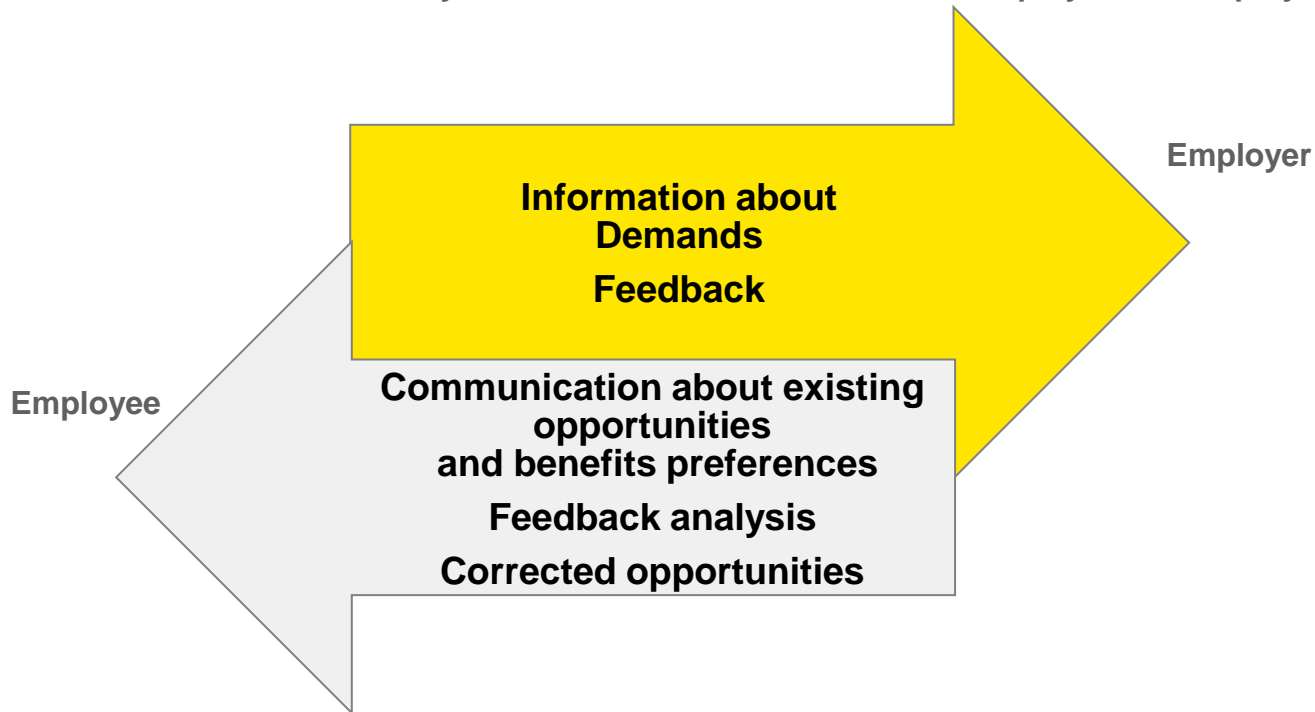 Employer
Information about
Demands
Feedback
Employee
Communication about existing
opportunities
and benefits preferences
Feedback analysis
Corrected opportunities